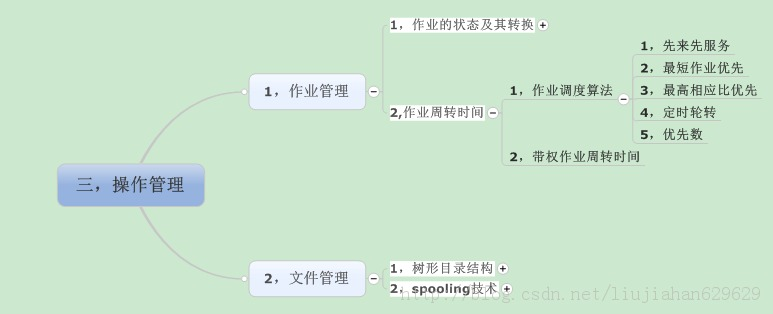 三，操作管理
1，作业管理
1，作业的状态及其转换
2,作业周转时间
1，作业调度算法
1，先来先服务
2，最短作业优先
3，最高相应比优先
4，定时轮转
5，优先数
2，带权作业周转时间
2，文件管理
1，树形目录结构
2，spooling技术
http://blog.csdn.net/liujiahan629629